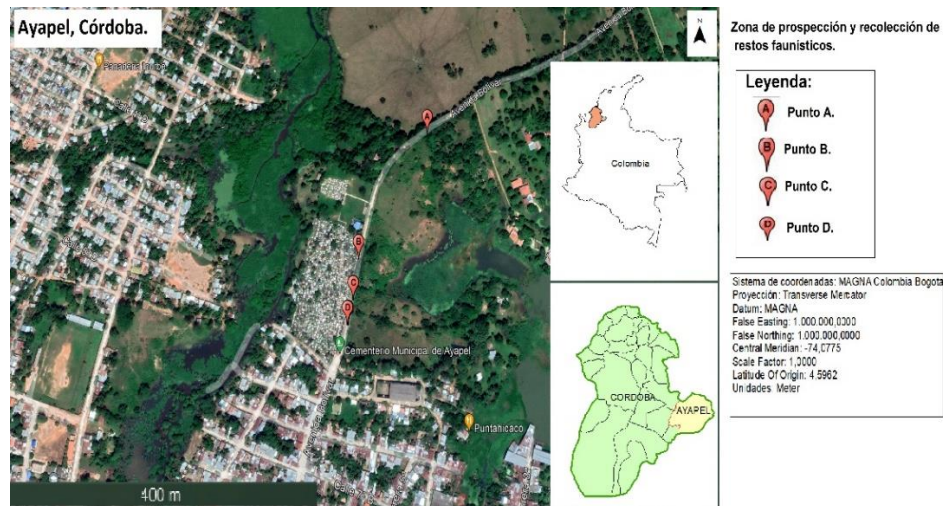 Ayapel, Córdoba.
Avenida Bolívar
A
B
C
D
Cementerio Municipal de Ayapel
Puntahicaco
400 m
N
Colombia
CORDOBA
AYAPEL
Zona de prospección y recolección de
restos faunísticos.
Leyenda:
A Punto A.
B Punto B.
C Punto C.
D Punto D.
Sistema de coordenadas: MAGNA Colombia Bogota
Proyección: Transverse Mercator
Datum: MAGNA
False Easting: 1.000.000,0000
False Northing: 1.000.000,0000
Central Meridian: -74,0775
Scale Factor: 1,0000
Latitude Of Origin: 4.5962
Unidades: Meter